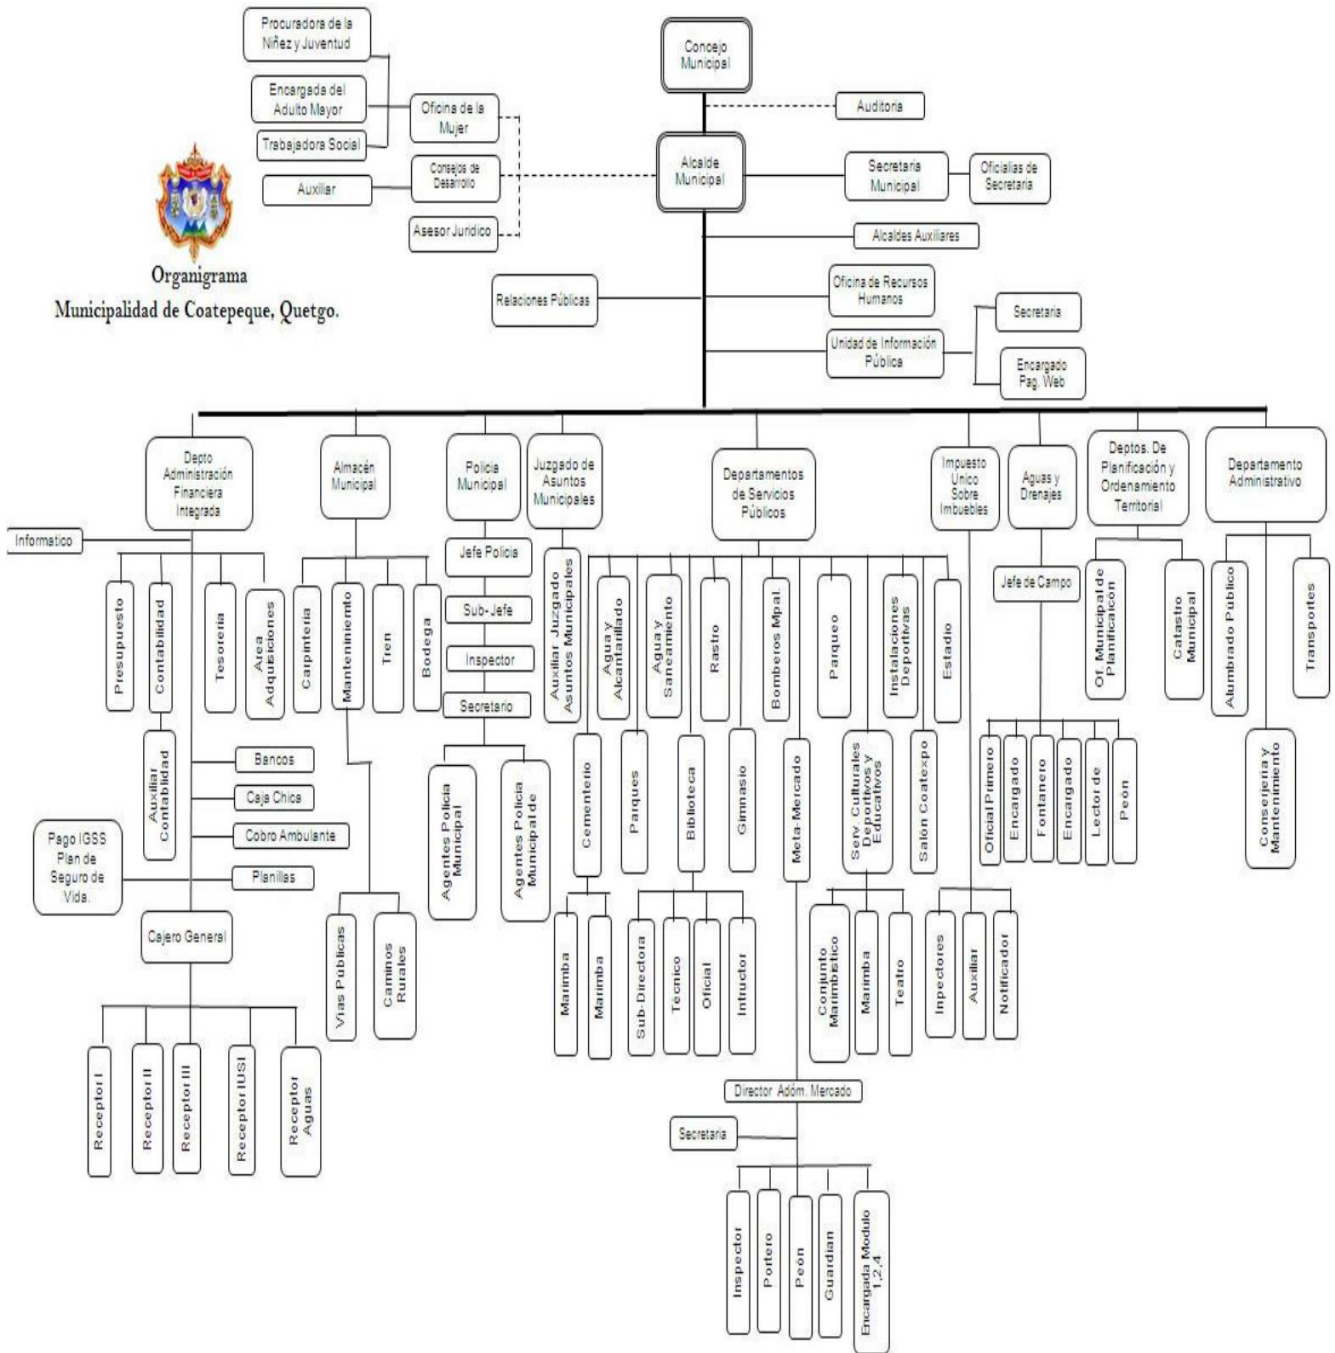 Procuradora de la
Niñez y Juventud
Concejo
Municipal
Encargada del
Adulto Mayor
Oficina de la
Mujer
Auditoria
Trabajadora Social
Alcalde
Municipal
Consejos de
Desarrollo
Auxiliar
Secretaria
Municipal
Oficialias de
Secretaria
Asesor Juridico
Alcaldes Auxiliares
Organigrama
Municipalidad de Coatepeque, Quetgo.
Relaciones Públicas
Oficina de Recursos
Humanos
Unidad de Información
Pública
Secretaria
Encargado
Pag. Web
Depto
Administración
Financiera
Integrada
Almacén
Municipal
Policia
Municipal
Juzgado de
Asuntos
Municipales
Departamentos
de Servicios
Públicos
Impuesto
Unico
Sobre
Imbuebles
Aguas y
Drenajes
Deptos. De
Planificación y
Ordenamiento
Territorial
Departamento
Administrativo
Informatico
Presupuesto
Contabilidad
Tesoreria
Area
Adquisiciones
Auxiliar
Contablidad
Bancos
Caja Chica
Cobro Ambulante
Planillas
Pago IGSS
Plan de
Seguro de
Vida.
Cajero General
Receptor I
Receptor II
Receptor III
Receptor IUSI
Receptor
Aguas
Carpinteria
Mantenimiemto
Tren
Bodega
Vias Públicas
Caminos
Rurales
Jefe Policia
Sub-Jefe
Inspector
Secretario
Agentes Policia
Municipal
Agentes Policia
Municipal de
Auxiliar Juzgado
Asuntos Municipales
Cementerio
Agua y
Alcantarillado
Parques
Agua y
Saneamiento
Biblioteca
Rastro
Gimnasio
Bomberos Mpal.
Meta-Mercado
Parqueo
Serv. Culturales
Deportivos y
Educativos
Instalaciones
Deportivas
Salón Coatexpo
Estadio
Marimba
Marimba
Sub-Directora
Técnico
Oficial
Intructor
Conjunto
Marimbistico
Marimba
Teatro
Director Adóm. Mercado
Secretaria
Inspector
Portero
Peón
Guardian
Encargada Modulo
1,2,4
Inpectores
Auxiliar
Notificador
Jefe de Campo
Oficial Primero
Encargado
Fontanero
Encargado
Lector de
Peón
Of. Municipal de
Planificaicón
Catastro
Municipal
Alumbrado Publico
Transportes
Conserjeria y
Mantenimiento